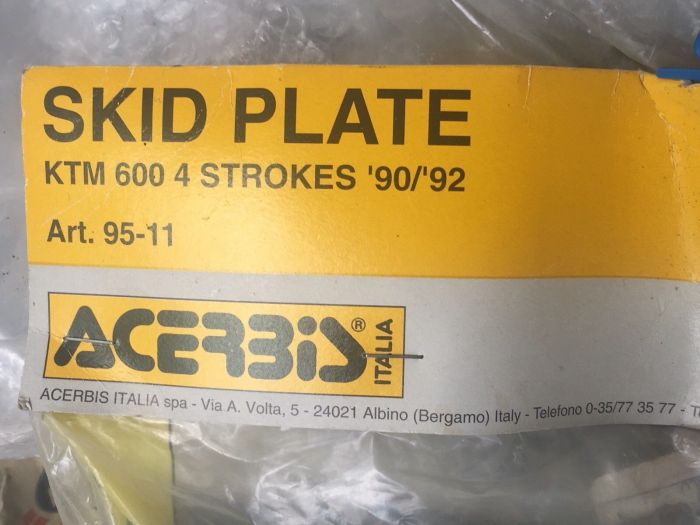 SKID PLATE
KTM 600 4 STROKES '90/'92
Art. 95-11
ACERBIS® ITALIA
ACERBIS ITALIA spa - Via A. Volta, 5 - 24021 Albino (Bergamo) Italy - Telefono 0-35/77 35 77 -